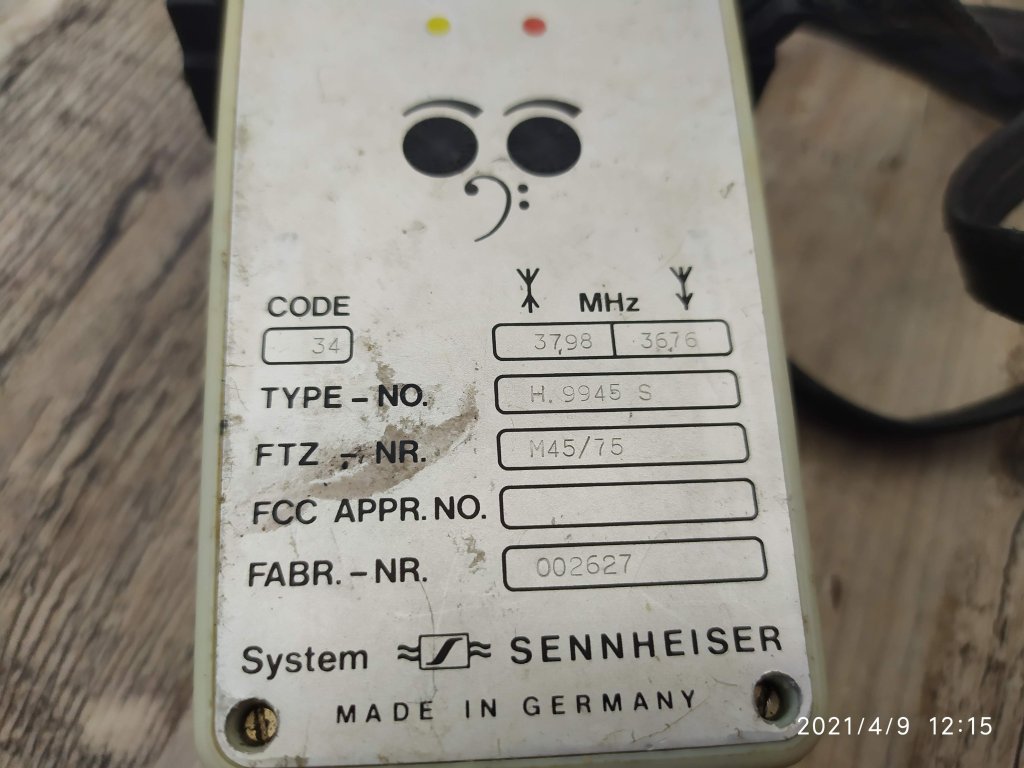 CODE MHz
34 37,98 36,76
TYPE – NO. H. 9945 S
FTZ – NR. M45/75
FCC APPR. NO.
FABR. – NR. 002627
System SENNHEISER
MADE IN GERMANY
2021/4/9 12:15